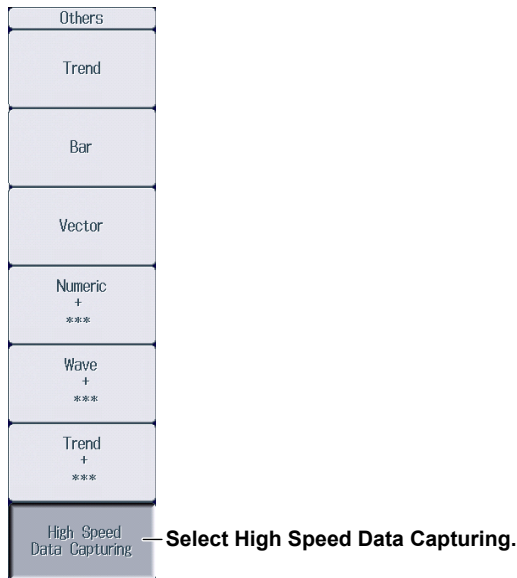 Others
Trend
Bar
Vector
Numeric
+
***
Wave
+
***
Trend
+
***
High Speed
Data Capturing
Select High Speed Data Capturing.